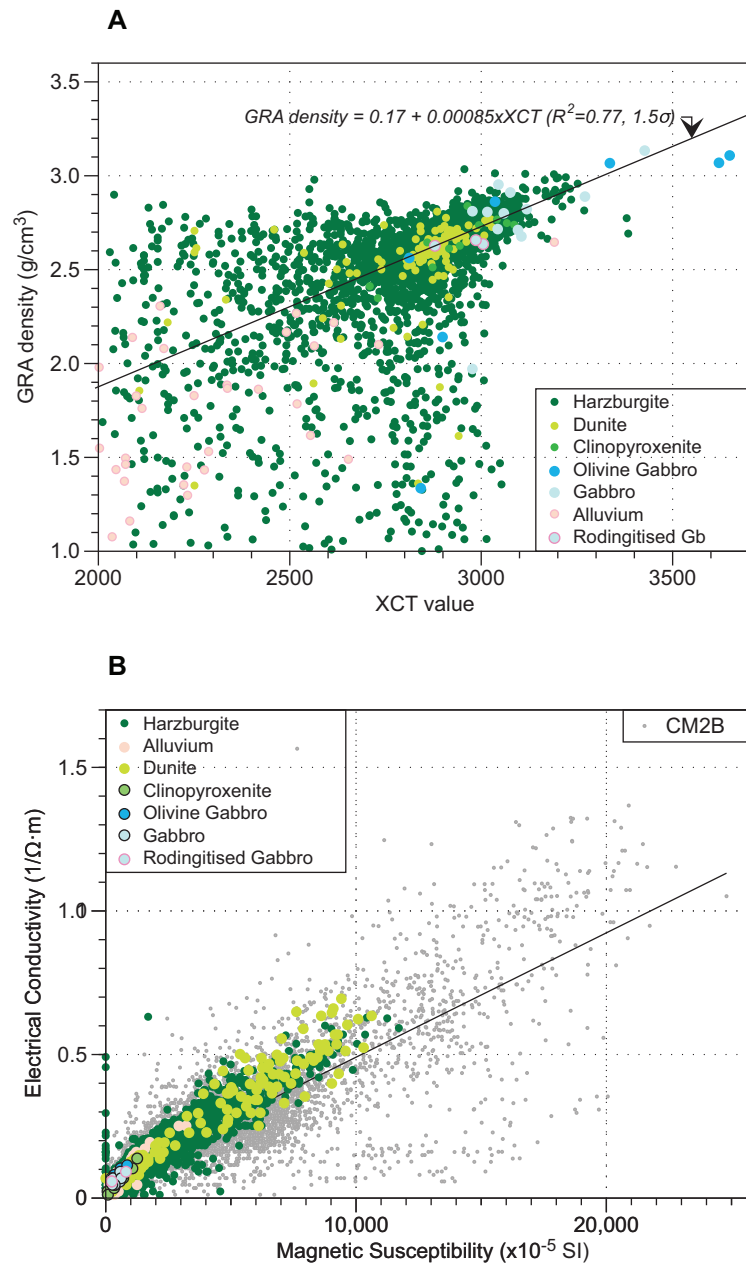 A
GRA density = 0.17 + 0.00085xXCT (R²=0.77, 1.5σ)
3.5
3.0
2.5
2.0
1.5
1.0
GRA density (g/cm³)
Harzburgite
Dunite
Clinopyroxenite
Olivine Gabbro
Gabbro
Alluvium
Rodingitised Gb
2000
2500
3000
3500
XCT value
B
Harzburgite
Alluvium
Dunite
Clinopyroxenite
Olivine Gabbro
Gabbro
Rodingitised Gabbro
CM2B
1.5
1.0
0.5
0
Electrical Conductivity (1/Ω·m)
0
10,000
20,000
Magnetic Susceptibility (x10⁻⁵ SI)